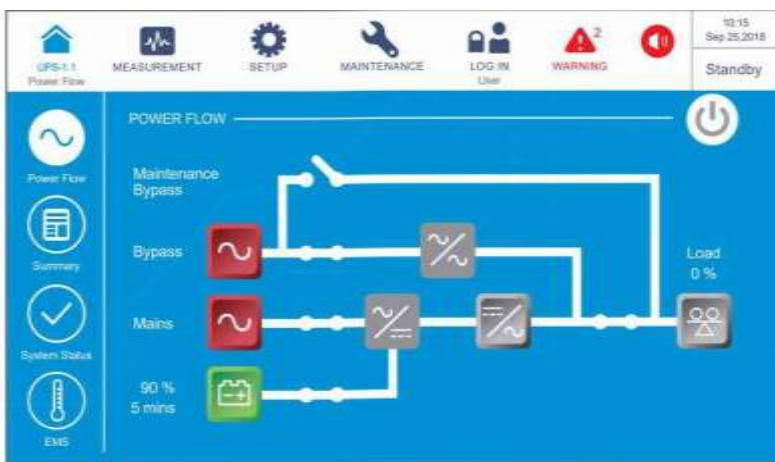 10:15
Sep 25,2018
Standby
UPS-1.1
Power Flow
MEASUREMENT
SETUP
MAINTENANCE
LOG IN
User
2
WARNING
POWER FLOW
Power Flow
Summary
System Status
EMS
Maintenance
Bypass
Bypass
Mains
90 %
5 mins
Load
0 %